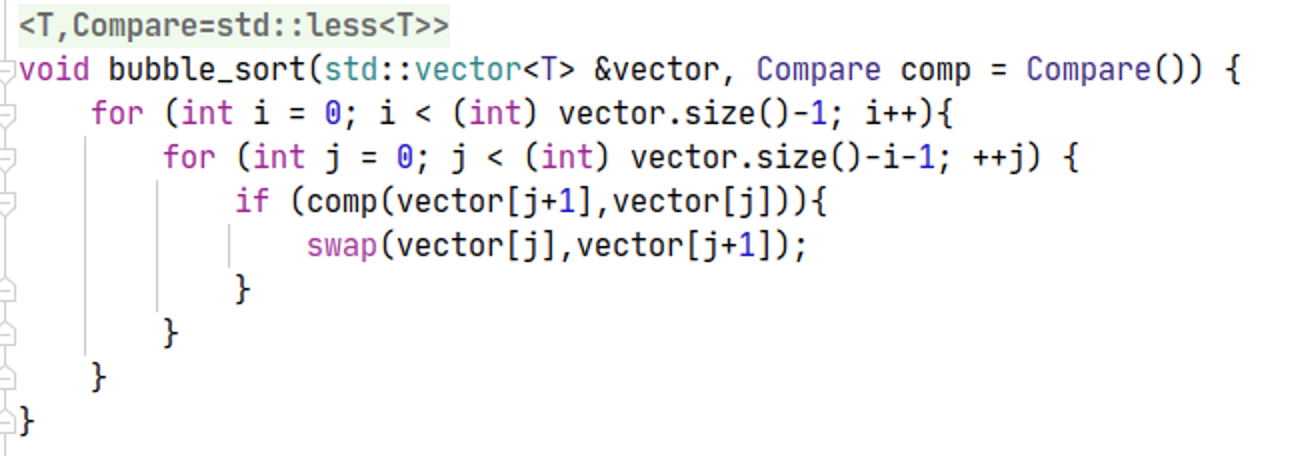 <T,Compare=std::less<T>>
void bubble_sort(std::vector<T> &vector, Compare comp = Compare()) {
    for (int i = 0; i < (int) vector.size()-1; i++){
        for (int j = 0; j < (int) vector.size()-i-1; ++j) {
            if (comp(vector[j+1],vector[j])){
                swap(vector[j],vector[j+1]);
            }
        }
    }
}